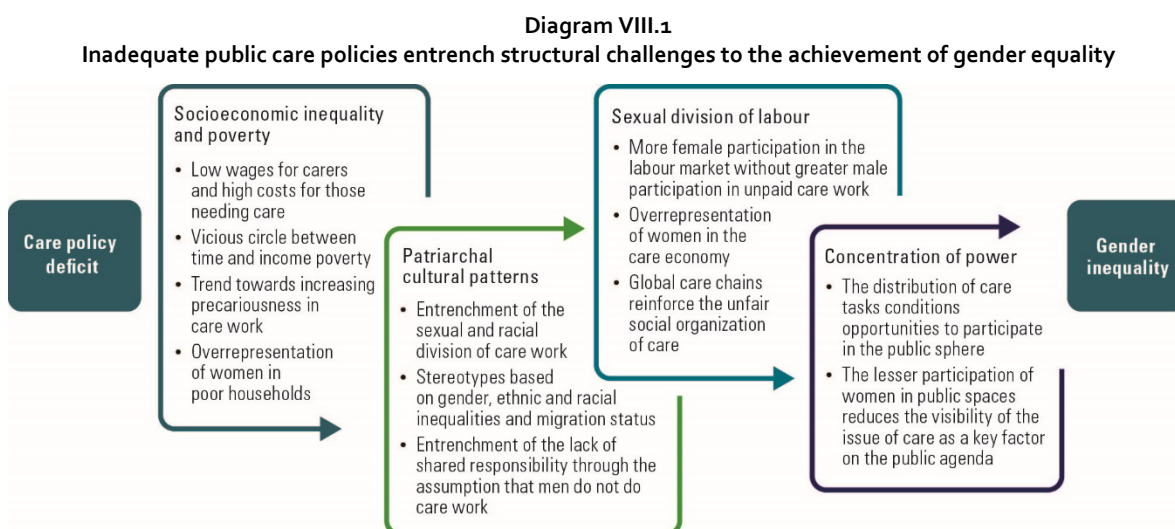 Diagram VIII.1
Inadequate public care policies entrench structural challenges to the achievement of gender equality
Care policy
deficit
Socioeconomic inequality
and poverty
• Low wages for carers
and high costs for those
needing care
• Vicious circle between
time and income poverty
• Trend towards increasing
precariousness in
care work
• Overrepresentation
of women in
poor households
Patriarchal
cultural patterns
• Entrenchment of the
sexual and racial
division of care work
• Stereotypes based
on gender, ethnic and racial
inequalities and migration status
• Entrenchment of the lack of
shared responsibility through the
assumption that men do not do
care work
Sexual division of labour
• More female participation in the
labour market without greater male
participation in unpaid care work
• Overrepresentation
of women in the
care economy
• Global care chains
reinforce the unfair
social organization
of care
Concentration of power
• The distribution of care
tasks conditions
opportunities to participate
in the public sphere
• The lesser participation of
women in public spaces
reduces the visibility of the
issue of care as a key factor
on the public agenda
Gender
inequality